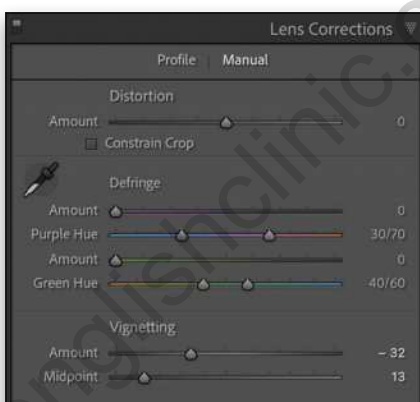 Lens Corrections
Profile | Manual
Distortion
Amount 0
Constrain Crop
Defringe
Amount 0
Purple Hue 30/70
Amount 0
Green Hue 40/60
Vignetting
Amount – 32
Midpoint 13
nglishclinic.c